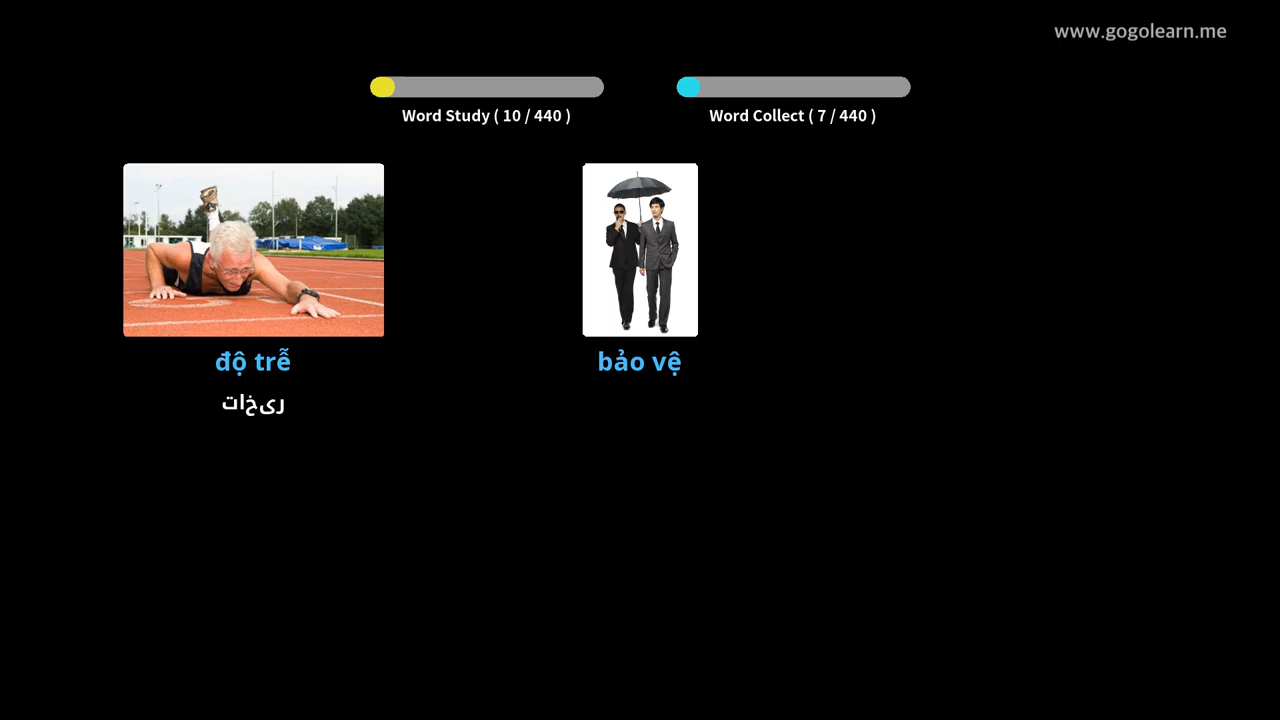 www.gogolearn.me
Word Study ( 10 / 440 )
Word Collect ( 7 / 440 )
độ trễ
bảo vệ
ریخات